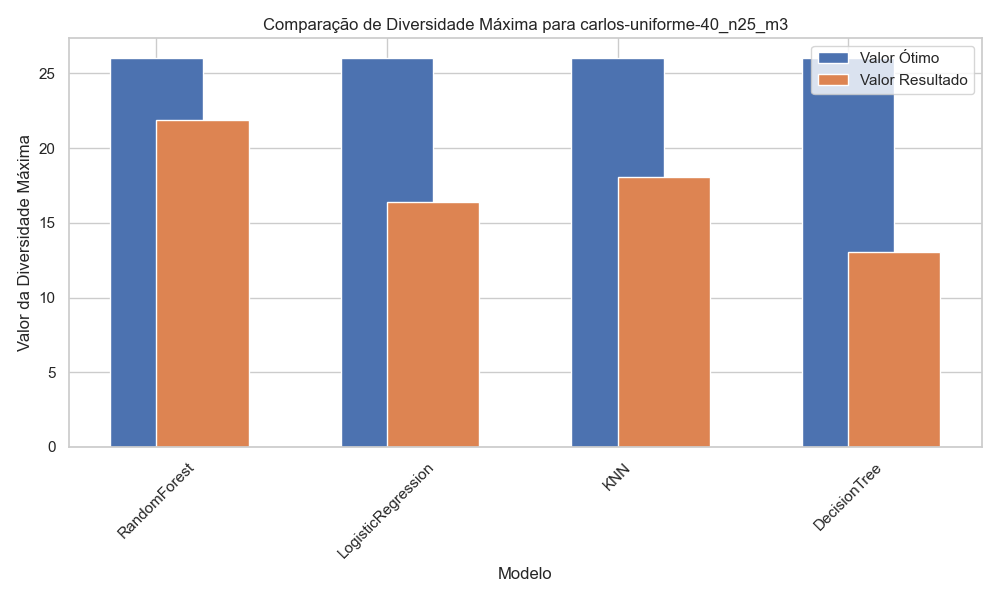 Comparação de Diversidade Máxima para carlos-uniforme-40_n25_m3
Valor Ótimo
Valor Resultado
Valor da Diversidade Máxima
25
20
15
10
5
0
RandomForest
LogisticRegression
KNN
DecisionTree
Modelo